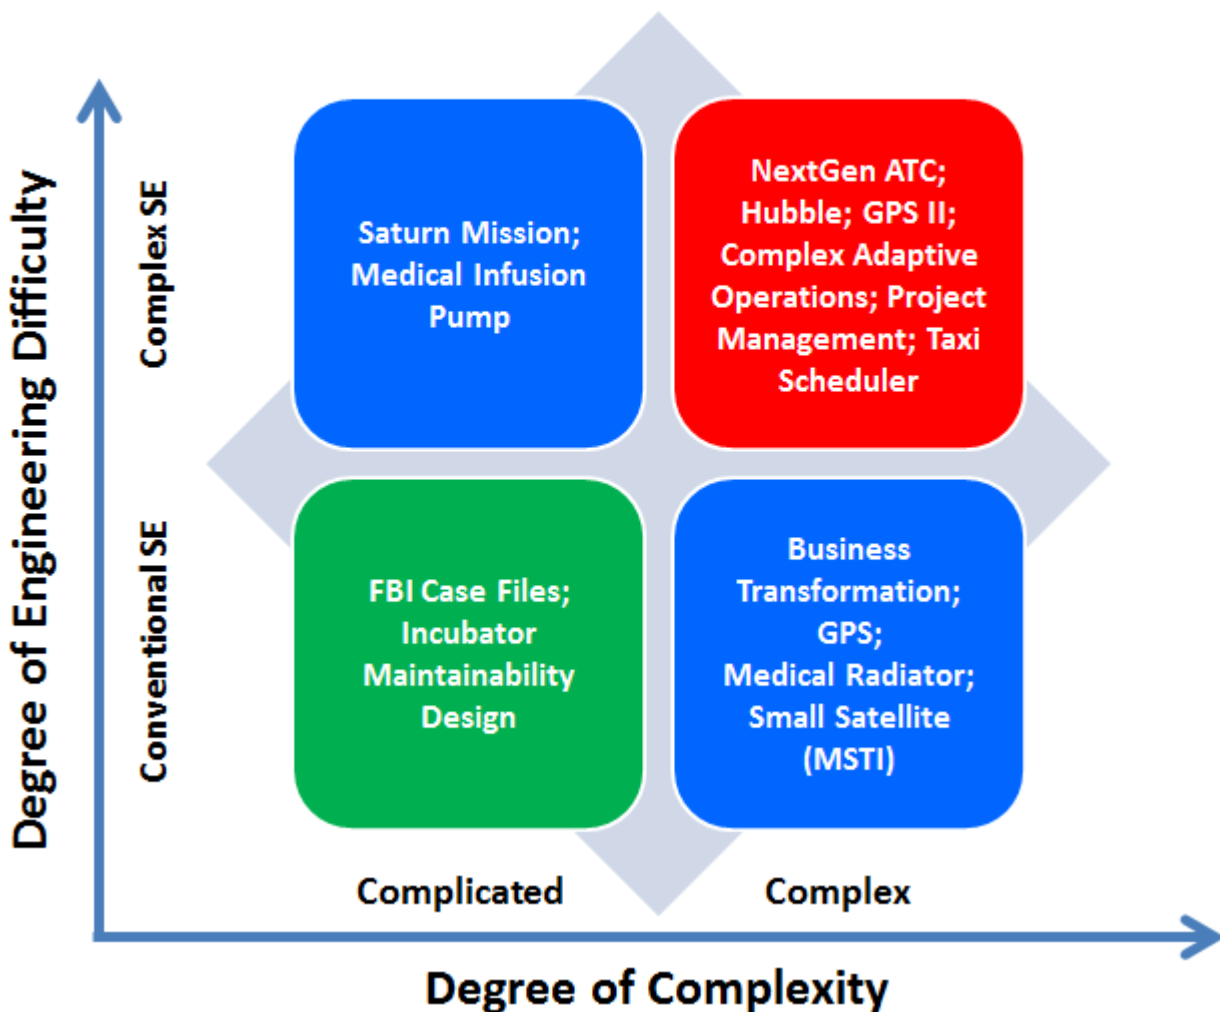 Degree of Engineering Difficulty
Complex SE
Conventional SE
Saturn Mission;
Medical Infusion
Pump
NextGen ATC;
Hubble; GPS II;
Complex Adaptive
Operations; Project
Management; Taxi
Scheduler
FBI Case Files;
Incubator
Maintainability
Design
Business
Transformation;
GPS;
Medical Radiator;
Small Satellite
(MSTI)
Complicated
Complex
Degree of Complexity